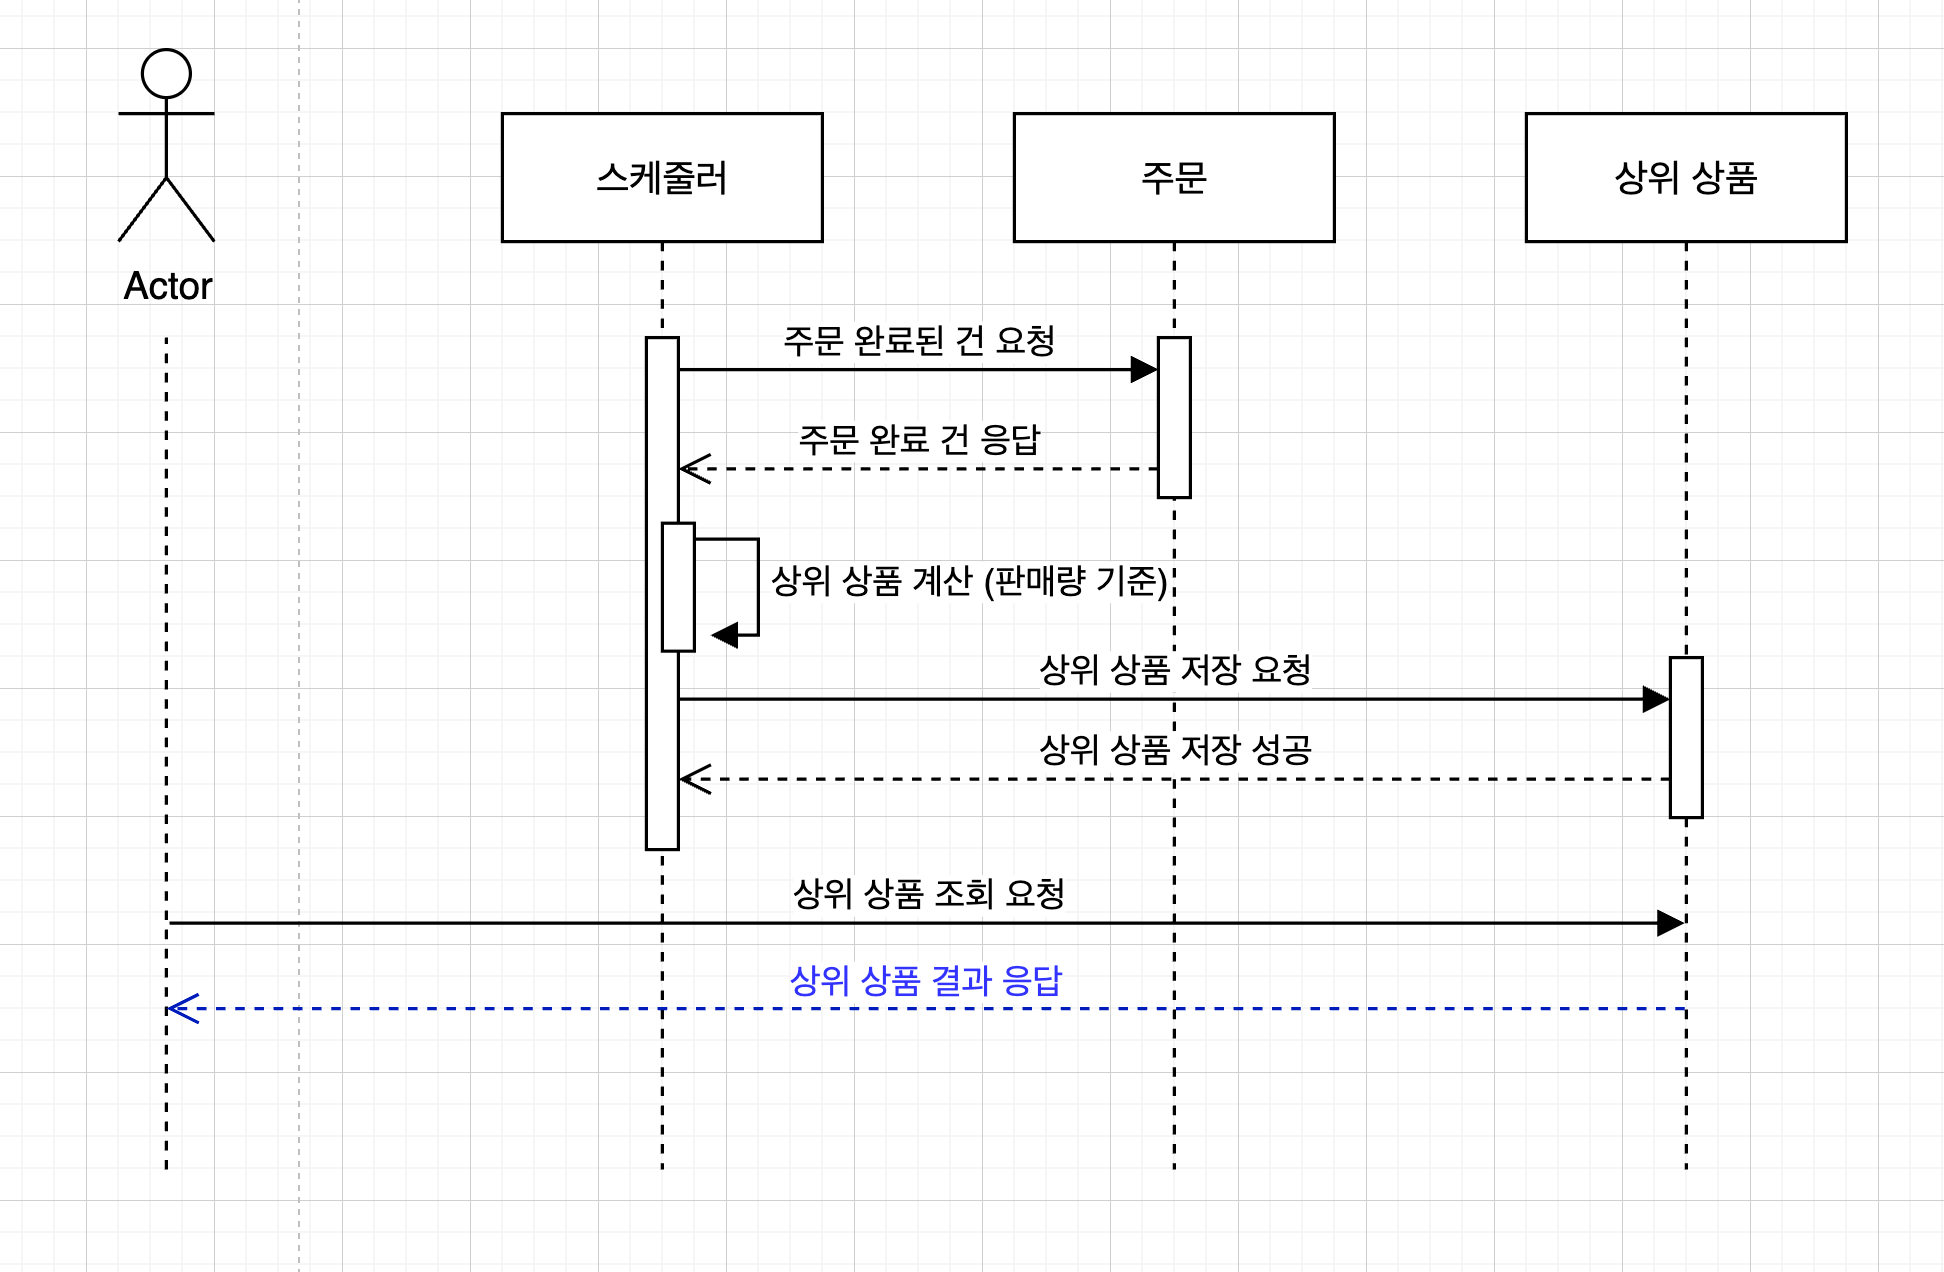 Actor
스케줄러
주문
상위 상품
주문 완료된 건 요청
주문 완료 건 응답
상위 상품 계산 (판매량 기준)
상위 상품 저장 요청
상위 상품 저장 성공
상위 상품 조회 요청
상위 상품 결과 응답